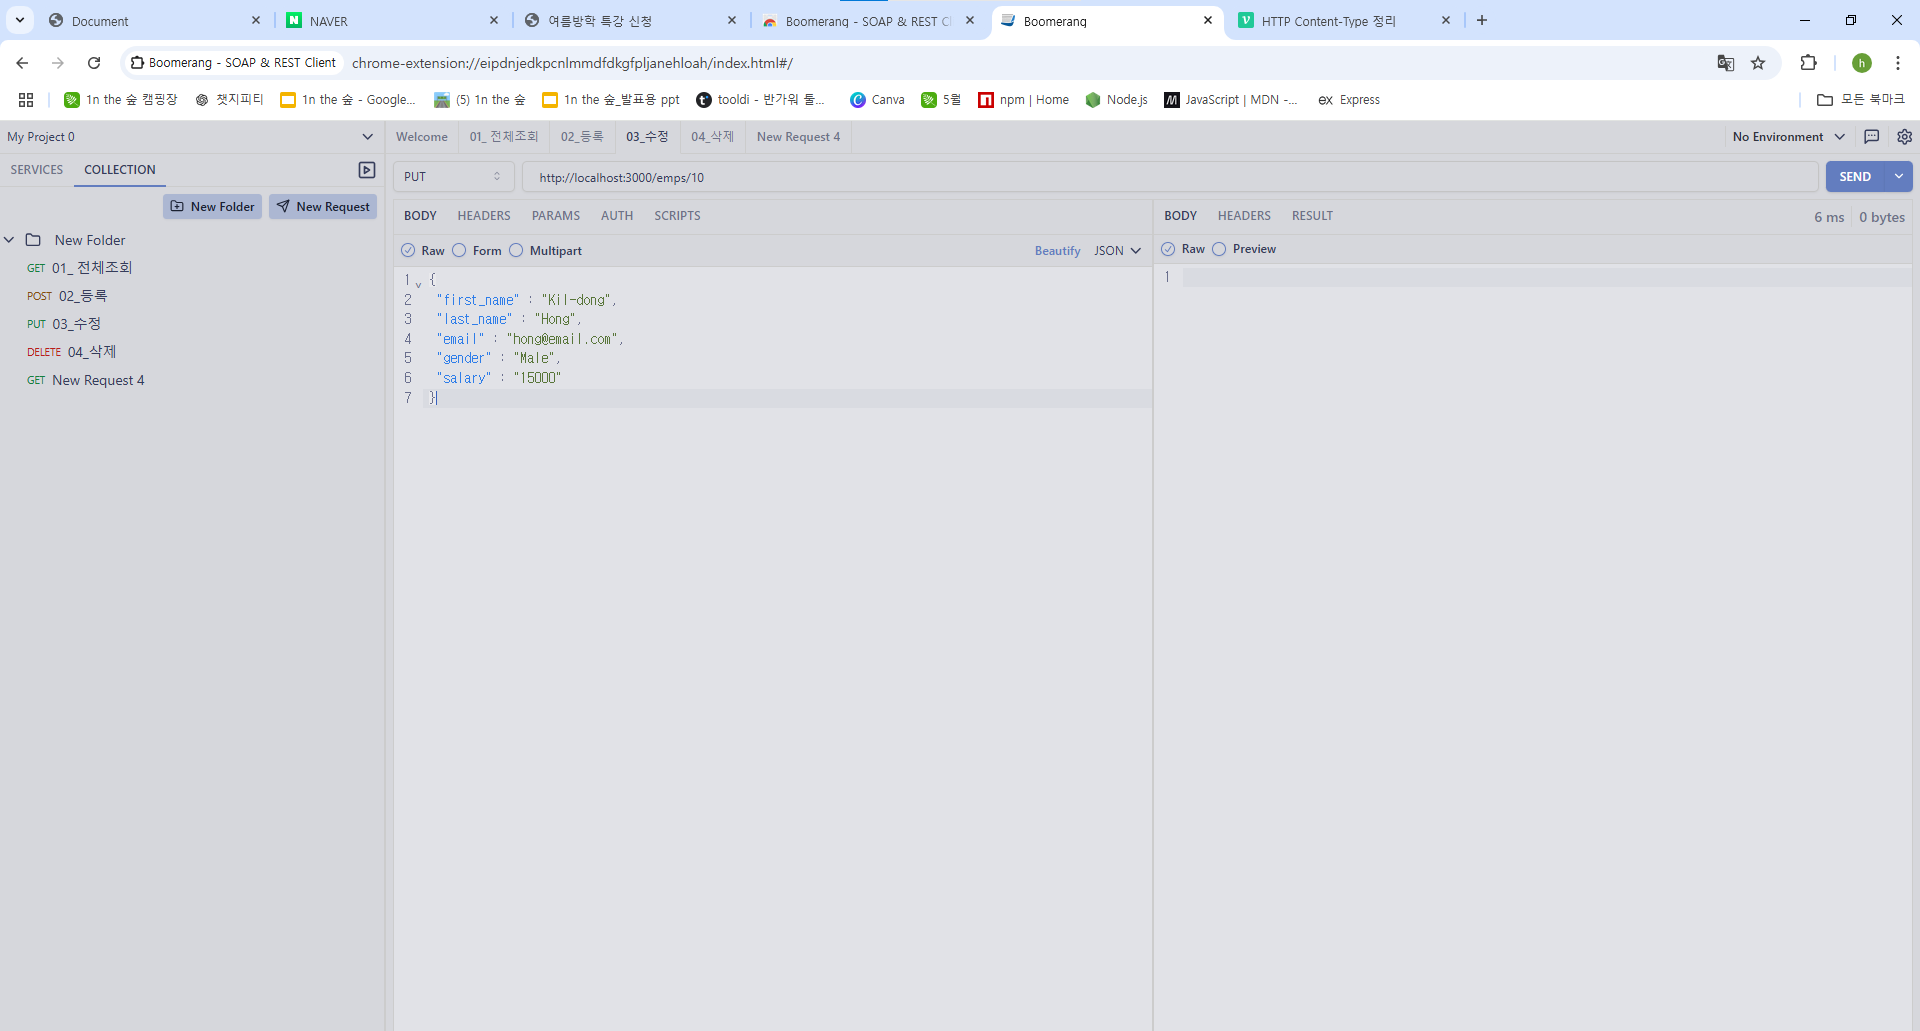 Document
NAVER
여름방학 특강 신청
Boomerang - SOAP & REST Cl
Boomerang
HTTP Content-Type 정리
Boomerang - SOAP & REST Client
chrome-extension://eipdnjedkpcnlmmdfdkgfpljanehloah/index.html#/
h
1n the 숲 캠핑장
챗지피티
1n the 숲 - Google...
(5) 1n the 숲
1n the 숲_발표용 ppt
tooldi - 반가워 툴...
Canva
5월
npm | Home
Node.js
JavaScript | MDN -...
ex Express
모든 북마크
My Project 0
Welcome
01_ 전체조회
02_등록
03_수정
04_삭제
New Request 4
No Environment
SERVICES
COLLECTION
New Folder
New Request
New Folder
GET 01_ 전체조회
POST 02_등록
PUT 03_수정
DELETE 04_삭제
GET New Request 4
PUT
http://localhost:3000/emps/10
SEND
BODY HEADERS PARAMS AUTH SCRIPTS
Raw Form Multipart
Beautify JSON
1 {
2 "first_name" : "Kil-dong",
3 "last_name" : "Hong",
4 "email" : "hong@email.com",
5 "gender" : "Male",
6 "salary" : "15000"
7 }
BODY HEADERS RESULT
6 ms 0 bytes
Raw Preview
1